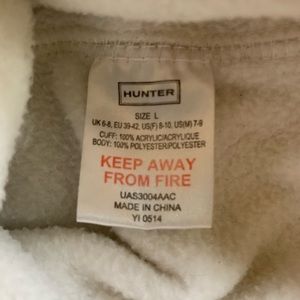 HUNTER
SIZE L
UK 6-8, EU 39-42, US(F) 8-10, US(M) 7-9
CUFF: 100% ACRYLIC/ACRYLIQUE
BODY: 100% POLYESTER/POLYESTER
KEEP AWAY
FROM FIRE
UAS3004AAC
MADE IN CHINA
YI 0514